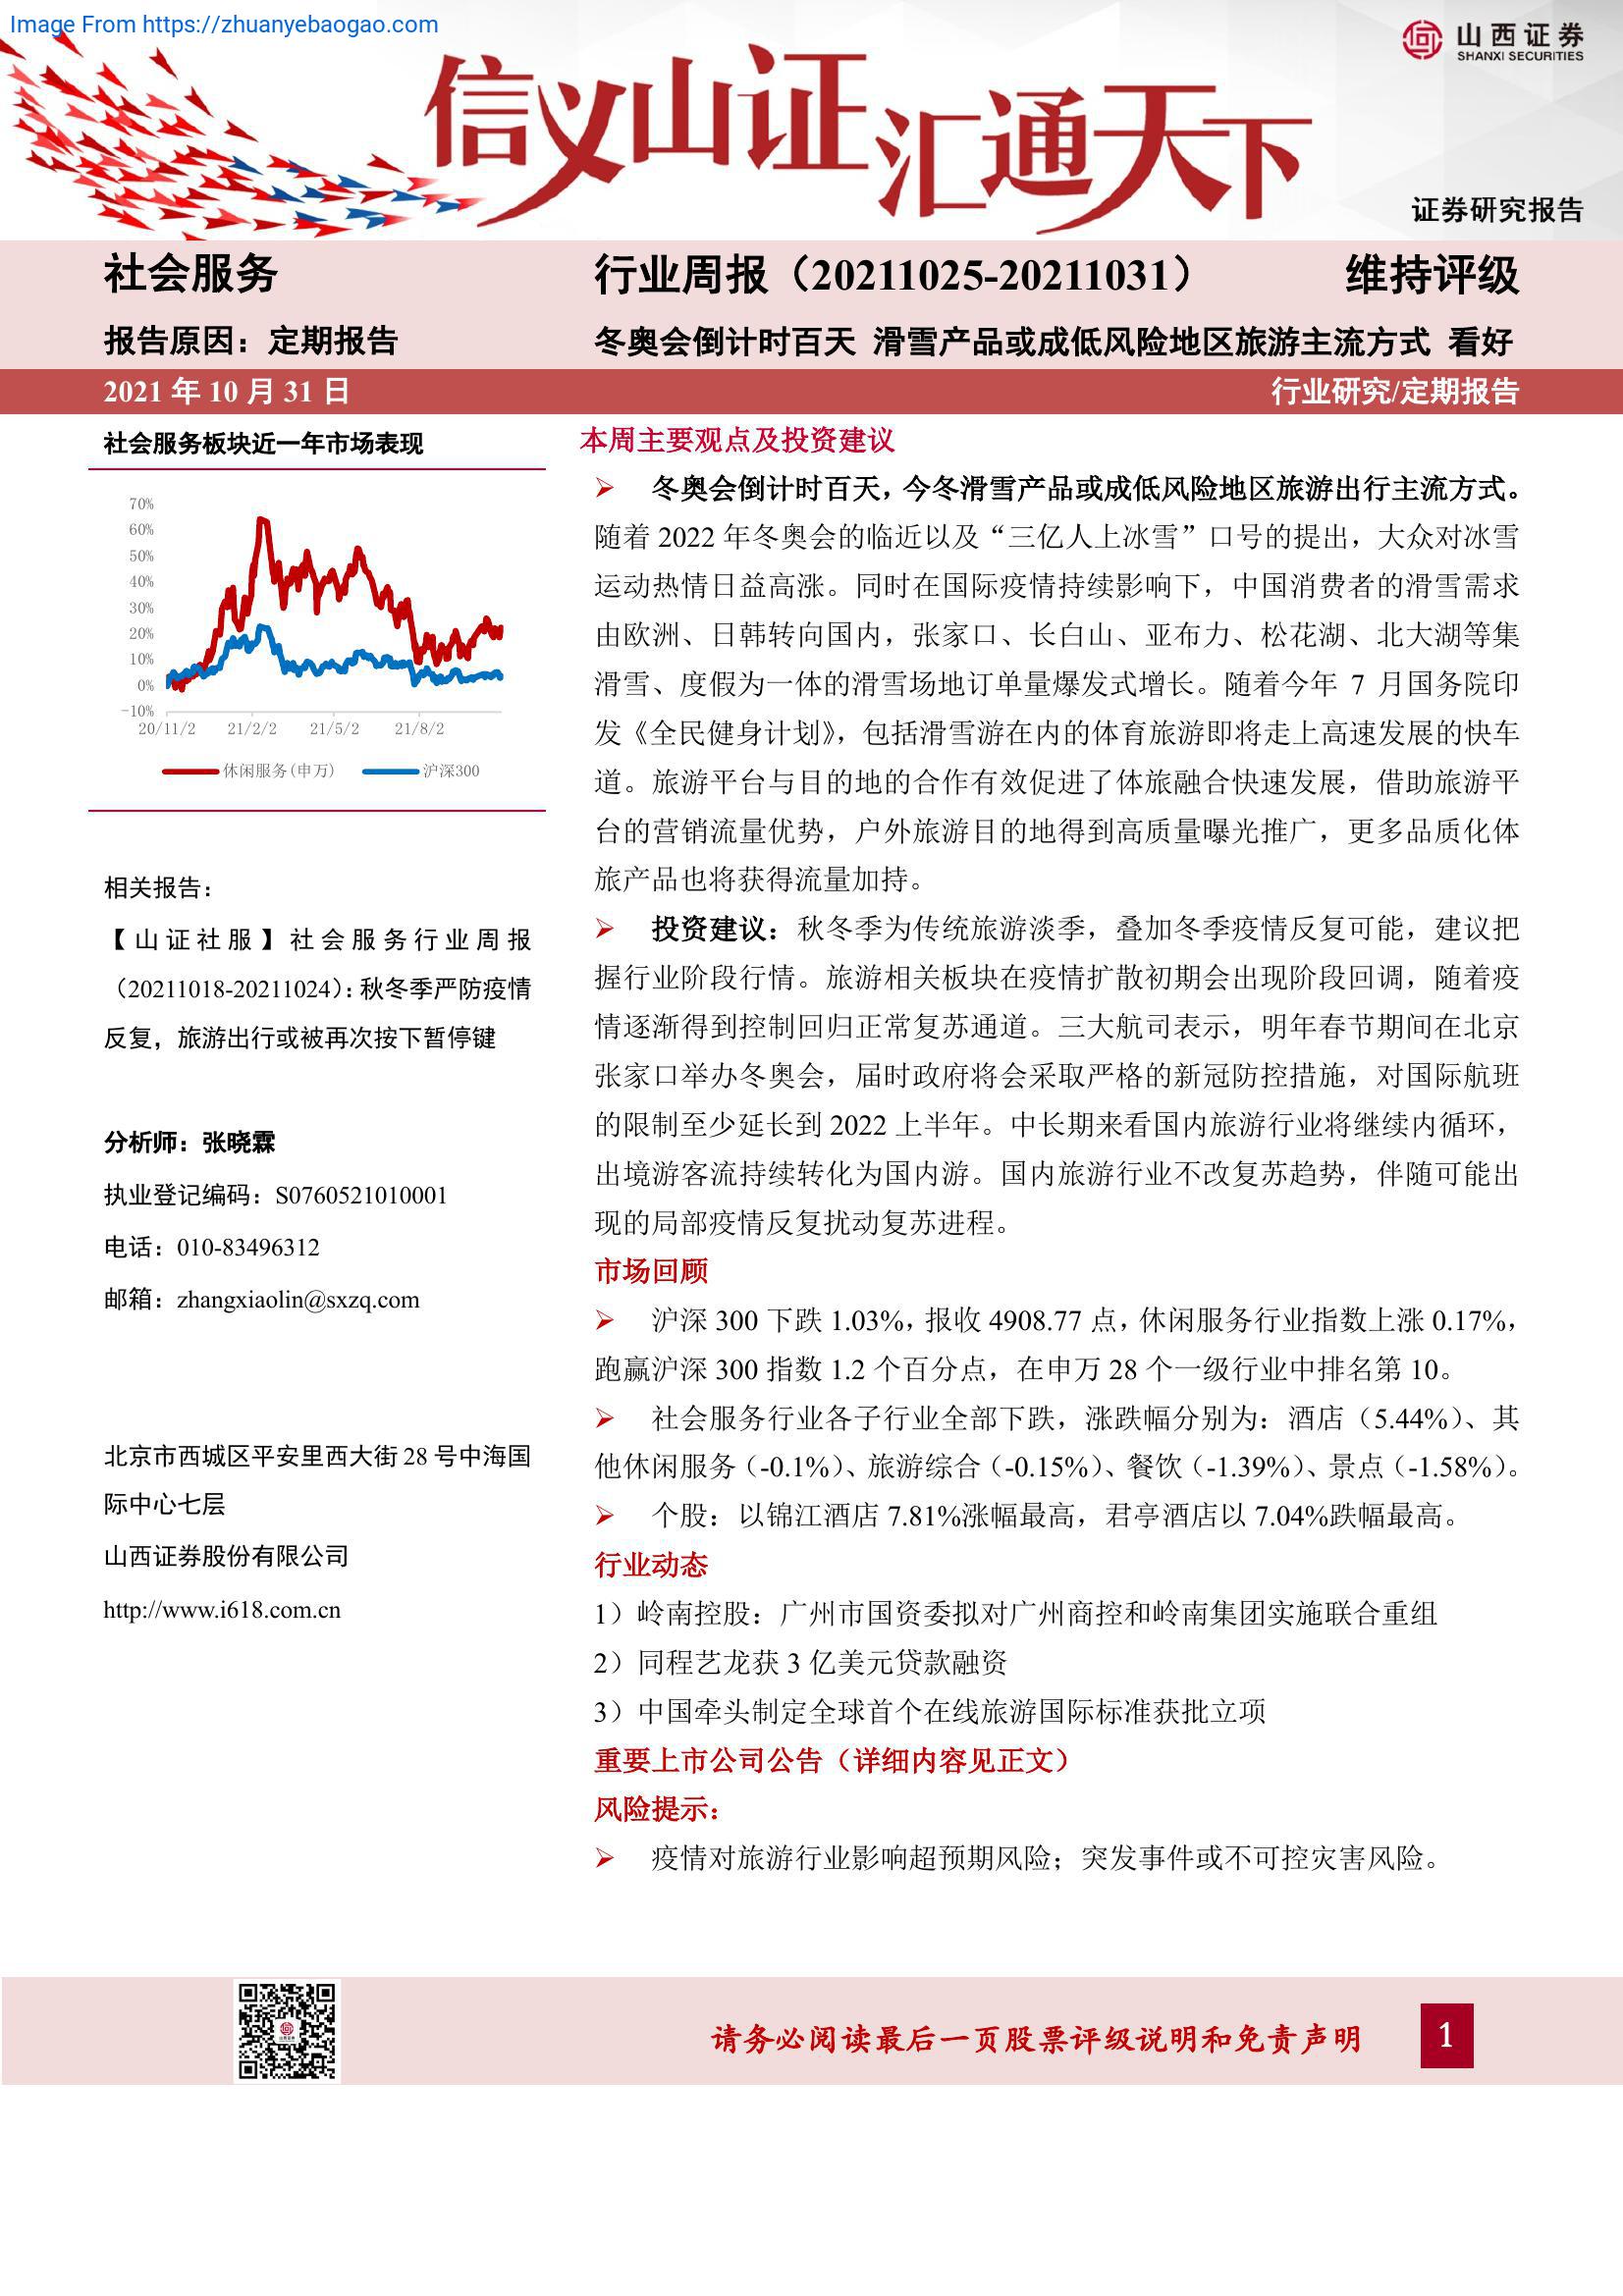 Image From https://zhuanyebaogao.com
山西证券
SHANXI SECURITIES
信义山证汇通天下
证券研究报告
社会服务
行业周报（20211025-20211031）
维持评级
报告原因：定期报告
冬奥会倒计时百天 滑雪产品或成低风险地区旅游主流方式 看好
2021 年 10 月 31 日
行业研究/定期报告
社会服务板块近一年市场表现
70%
60%
50%
40%
30%
20%
10%
0%
-10%
20/11/2 21/2/2 21/5/2 21/8/2
休闲服务(申万) 沪深300
相关报告：
【山证社服】社会服务行业周报
（20211018-20211024）：秋冬季严防疫情
反复，旅游出行或被再次按下暂停键
分析师：张晓霖
执业登记编码：S0760521010001
电话：010-83496312
邮箱：zhangxiaolin@sxzq.com
北京市西城区平安里西大街 28 号中海国
际中心七层
山西证券股份有限公司
http://www.i618.com.cn
本周主要观点及投资建议
➢ 冬奥会倒计时百天，今冬滑雪产品或成低风险地区旅游出行主流方式。
随着 2022 年冬奥会的临近以及“三亿人上冰雪”口号的提出，大众对冰雪
运动热情日益高涨。同时在国际疫情持续影响下，中国消费者的滑雪需求
由欧洲、日韩转向国内，张家口、长白山、亚布力、松花湖、北大湖等集
滑雪、度假为一体的滑雪场地订单量爆发式增长。随着今年 7 月国务院印
发《全民健身计划》，包括滑雪游在内的体育旅游即将走上高速发展的快车
道。旅游平台与目的地的合作有效促进了体旅融合快速发展，借助旅游平
台的营销流量优势，户外旅游目的地得到高质量曝光推广，更多品质化体
旅产品也将获得流量加持。
➢ 投资建议：秋冬季为传统旅游淡季，叠加冬季疫情反复可能，建议把
握行业阶段行情。旅游相关板块在疫情扩散初期会出现阶段回调，随着疫
情逐渐得到控制回归正常复苏通道。三大航司表示，明年春节期间在北京
张家口举办冬奥会，届时政府将会采取严格的新冠防控措施，对国际航班
的限制至少延长到 2022 上半年。中长期来看国内旅游行业将继续内循环，
出境游客流持续转化为国内游。国内旅游行业不改复苏趋势，伴随可能出
现的局部疫情反复扰动复苏进程。
市场回顾
➢ 沪深 300 下跌 1.03%，报收 4908.77 点，休闲服务行业指数上涨 0.17%，
跑赢沪深 300 指数 1.2 个百分点，在申万 28 个一级行业中排名第 10。
➢ 社会服务行业各子行业全部下跌，涨跌幅分别为：酒店（5.44%）、其
他休闲服务（-0.1%）、旅游综合（-0.15%）、餐饮（-1.39%）、景点（-1.58%）。
➢ 个股：以锦江酒店 7.81%涨幅最高，君亭酒店以 7.04%跌幅最高。
行业动态
1）岭南控股：广州市国资委拟对广州商控和岭南集团实施联合重组
2）同程艺龙获 3 亿美元贷款融资
3）中国牵头制定全球首个在线旅游国际标准获批立项
重要上市公司公告（详细内容见正文）
风险提示：
➢ 疫情对旅游行业影响超预期风险；突发事件或不可控灾害风险。
请务必阅读最后一页股票评级说明和免责声明
1